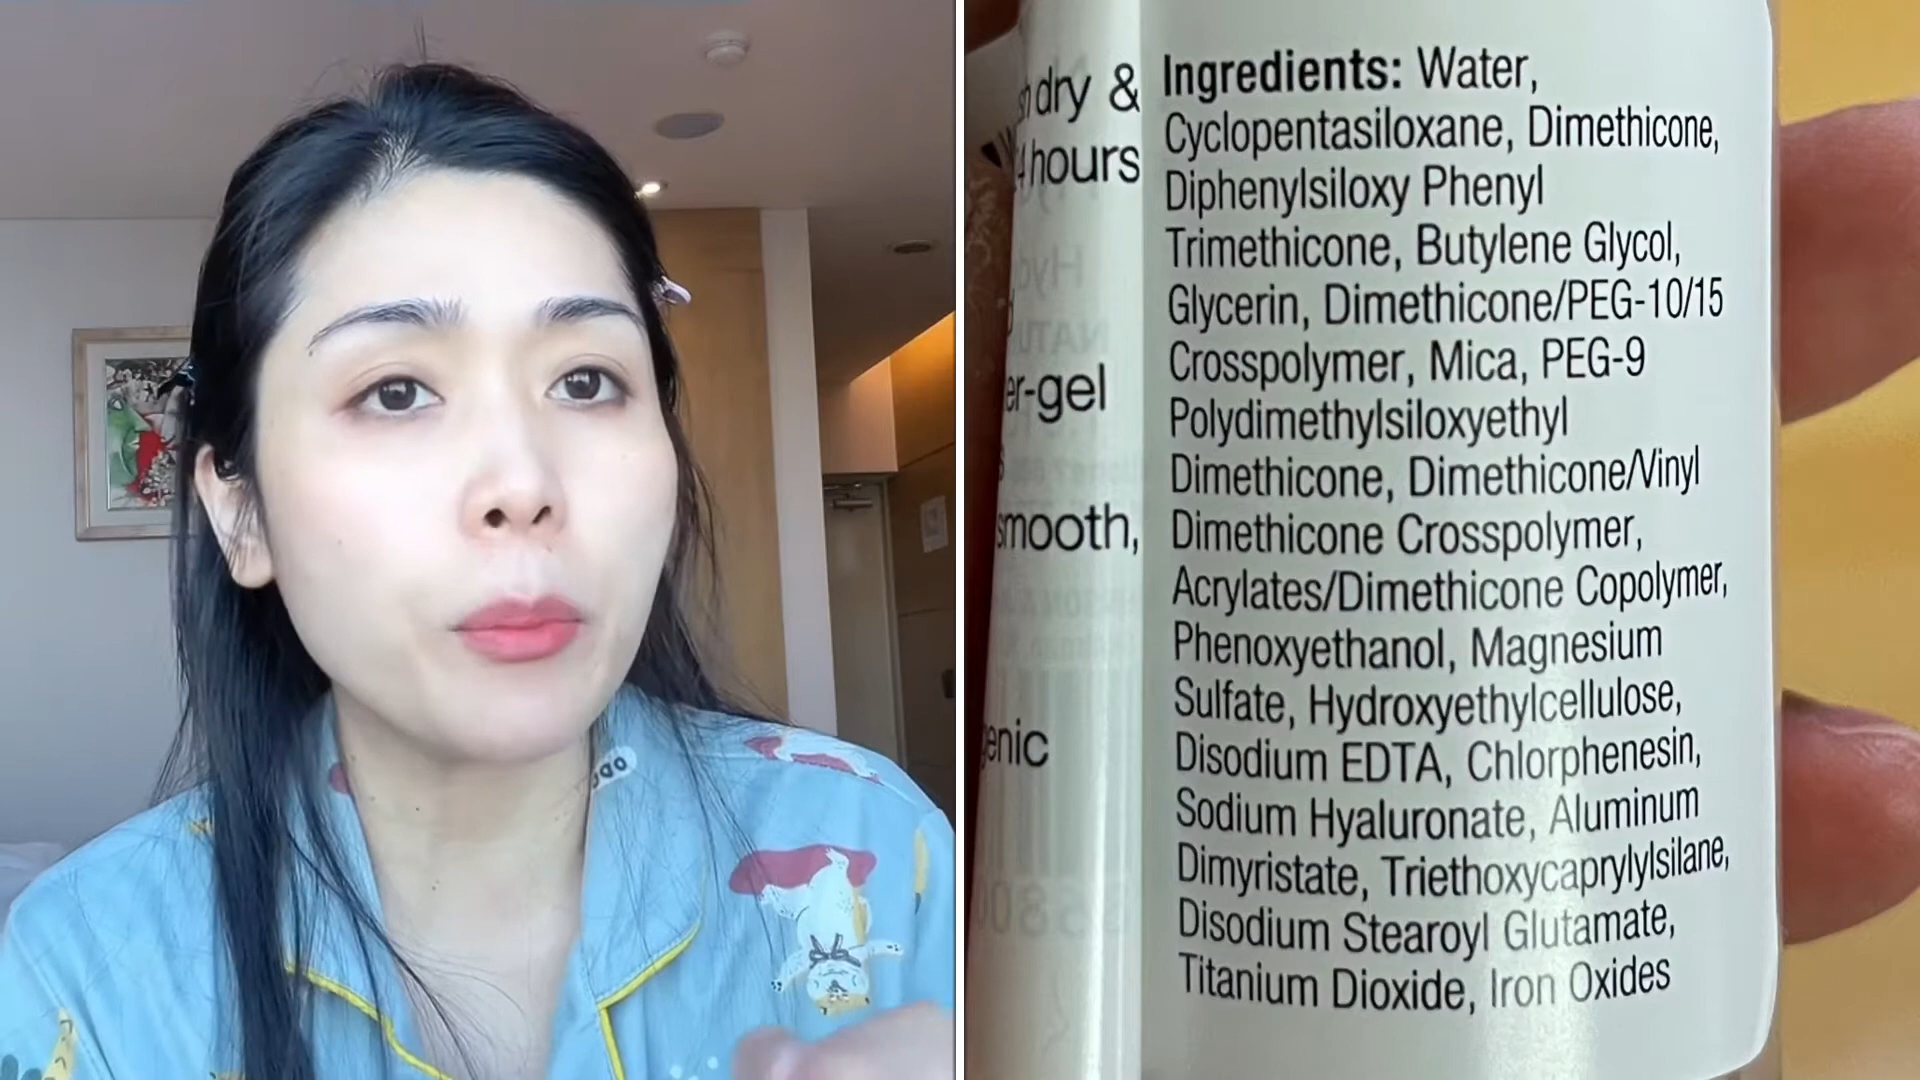 dry &
hours
er-gel
smooth,
enic
Ingredients: Water,
Cyclopentasiloxane, Dimethicone,
Diphenylsiloxy Phenyl
Trimethicone, Butylene Glycol,
Glycerin, Dimethicone/PEG-10/15
Crosspolymer, Mica, PEG-9
Polydimethylsiloxyethyl
Dimethicone, Dimethicone/Vinyl
Dimethicone Crosspolymer,
Acrylates/Dimethicone Copolymer,
Phenoxyethanol, Magnesium
Sulfate, Hydroxyethylcellulose,
Disodium EDTA, Chlorphenesin,
Sodium Hyaluronate, Aluminum
Dimyristate, Triethoxycaprylylsilane,
Disodium Stearoyl Glutamate,
Titanium Dioxide, Iron Oxides